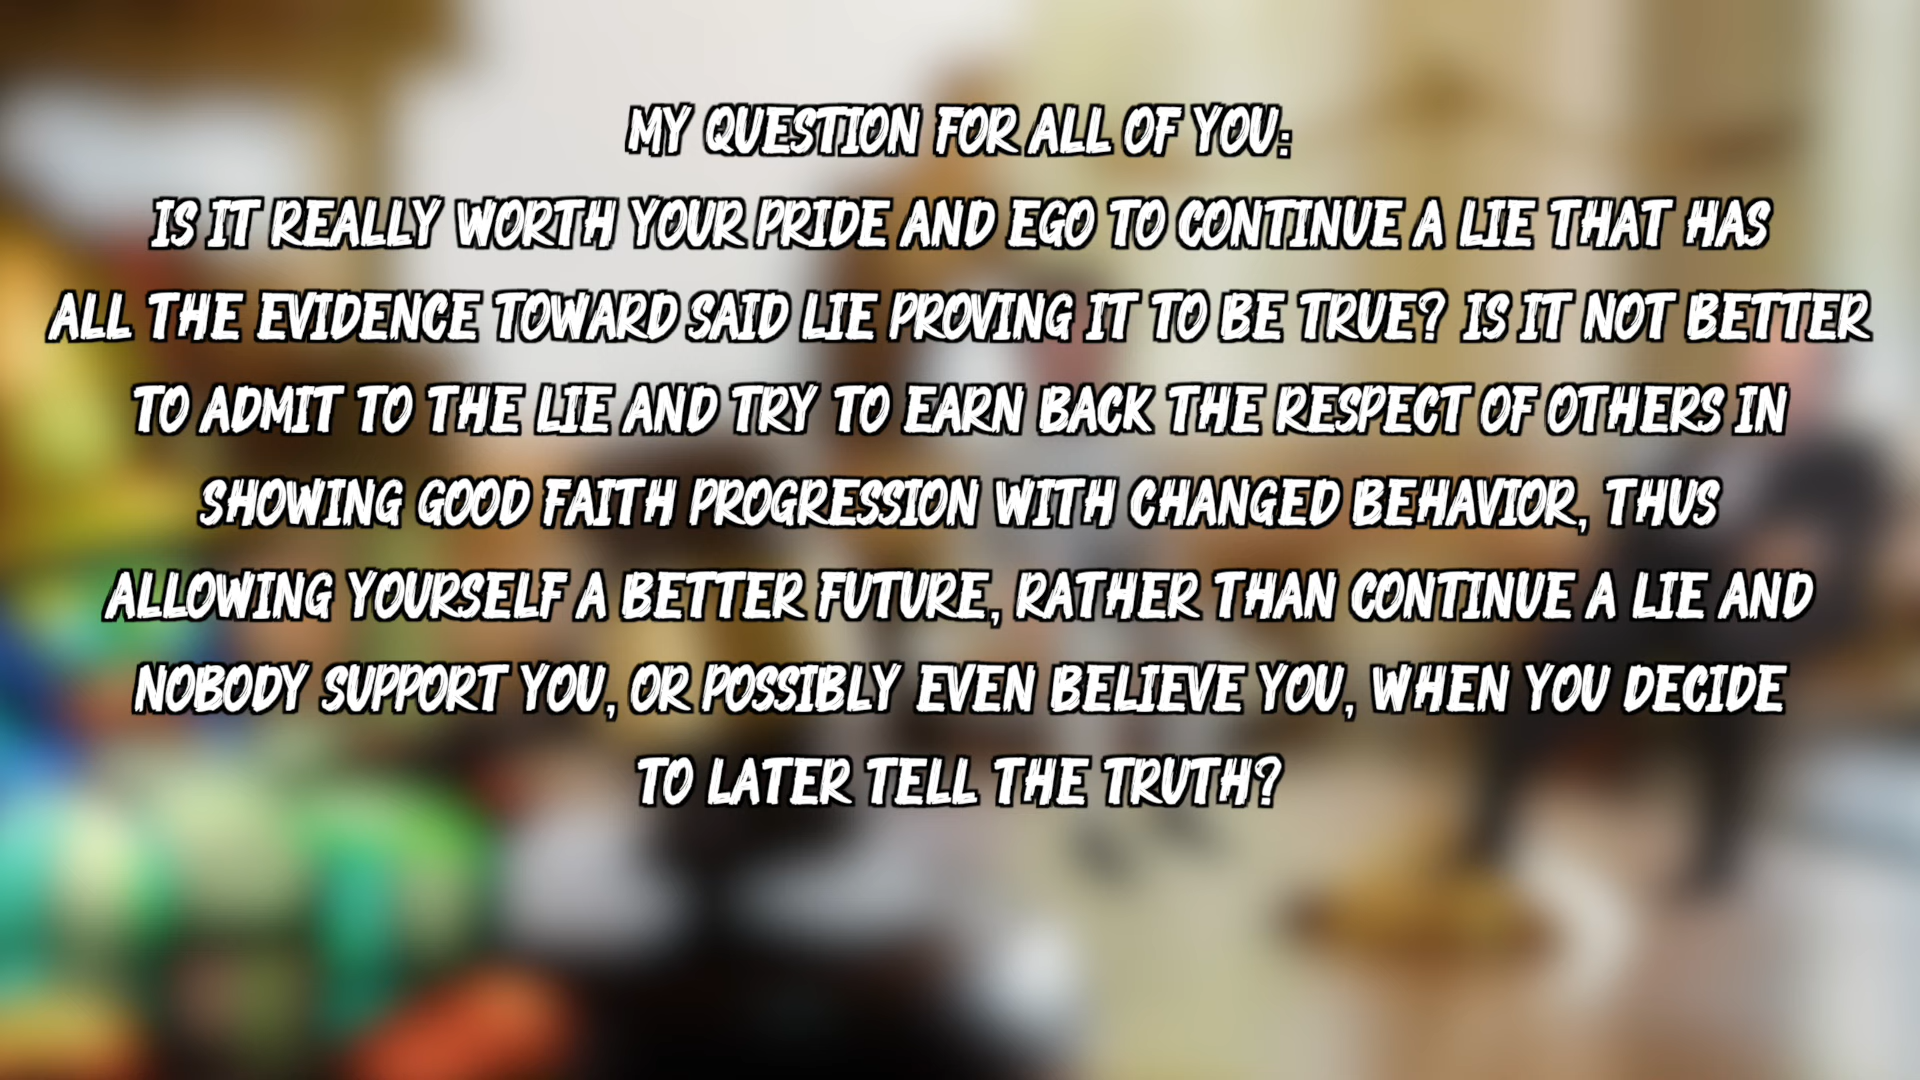 MY QUESTION FOR ALL OF YOU:
IS IT REALLY WORTH YOUR PRIDE AND EGO TO CONTINUE A LIE THAT HAS
ALL THE EVIDENCE TOWARD SAID LIE PROVING IT TO BE TRUE? IS IT NOT BETTER
TO ADMIT TO THE LIE AND TRY TO EARN BACK THE RESPECT OF OTHERS IN
SHOWING GOOD FAITH PROGRESSION WITH CHANGED BEHAVIOR, THUS
ALLOWING YOURSELF A BETTER FUTURE, RATHER THAN CONTINUE A LIE AND
NOBODY SUPPORT YOU, OR POSSIBLY EVEN BELIEVE YOU, WHEN YOU DECIDE
TO LATER TELL THE TRUTH?